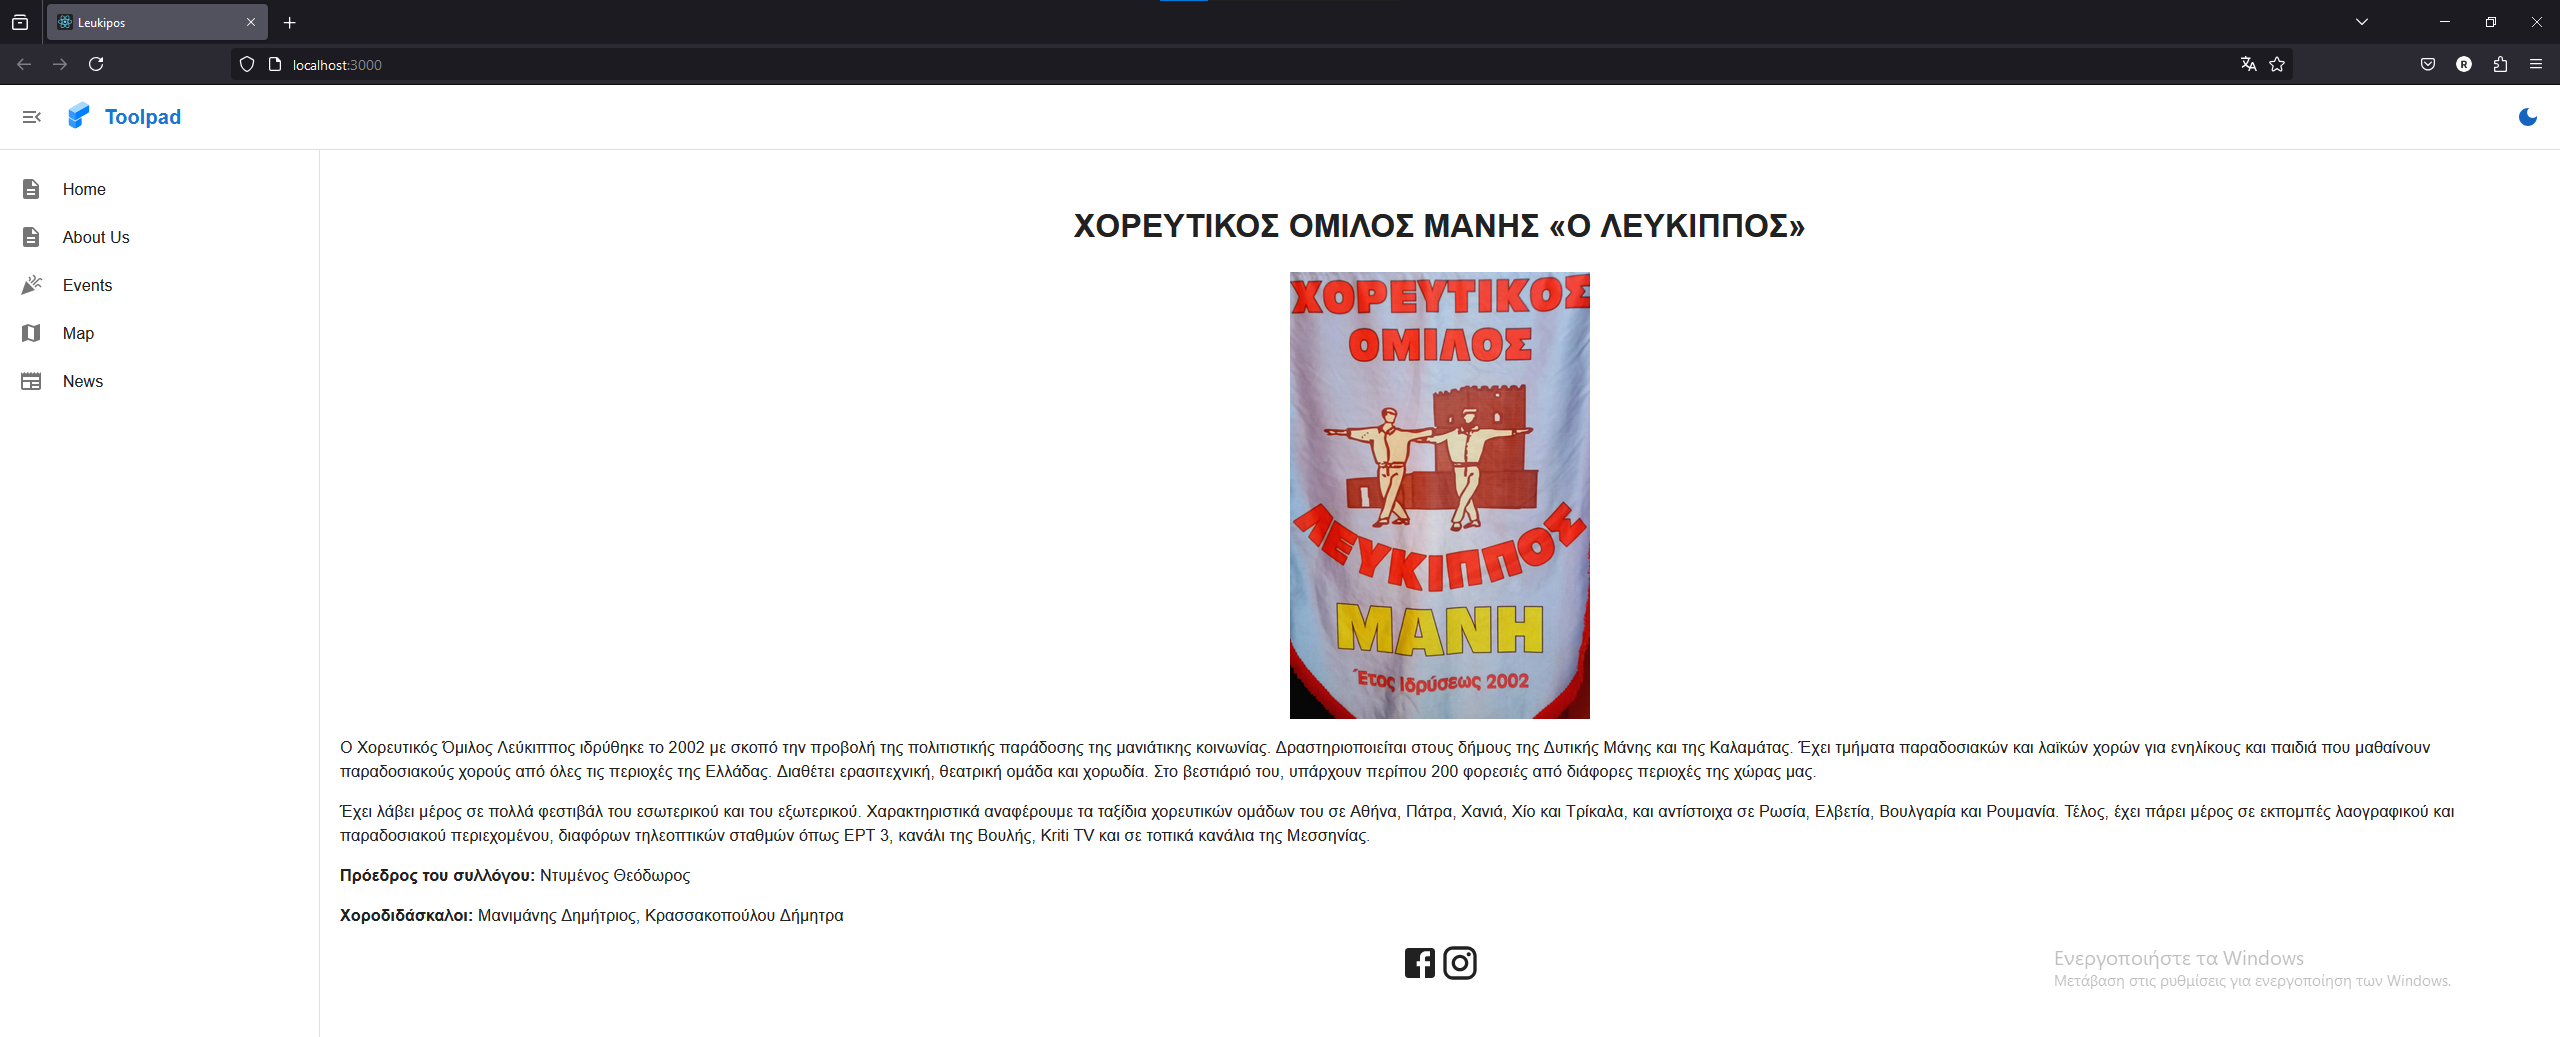 Leukipos
localhost:3000
Toolpad
Home
About Us
Events
Map
News
ΧΟΡΕΥΤΙΚΟΣ ΟΜΙΛΟΣ ΜΑΝΗΣ «Ο ΛΕΥΚΙΠΠΟΣ»
ΧΟΡΕΥΤΙΚΟΣ
ΟΜΙΛΟΣ
ΛΕΥΚΙΠΠΟΣ
ΜΑΝΗ
Έτος Ιδρύσεως 2002
Ο Χορευτικός Όμιλος Λεύκιππος ιδρύθηκε το 2002 με σκοπό την προβολή της πολιτιστικής παράδοσης της μανιάτικης κοινωνίας. Δραστηριοποιείται στους δήμους της Δυτικής Μάνης και της Καλαμάτας. Έχει τμήματα παραδοσιακών και λαϊκών χορών για ενηλίκους και παιδιά που μαθαίνουν
παραδοσιακούς χορούς από όλες τις περιοχές της Ελλάδας. Διαθέτει ερασιτεχνική, θεατρική ομάδα και χορωδία. Στο βεστιάριό του, υπάρχουν περίπου 200 φορεσιές από διάφορες περιοχές της χώρας μας.
Έχει λάβει μέρος σε πολλά φεστιβάλ του εσωτερικού και του εξωτερικού. Χαρακτηριστικά αναφέρουμε τα ταξίδια χορευτικών ομάδων του σε Αθήνα, Πάτρα, Χανιά, Χίο και Τρίκαλα, και αντίστοιχα σε Ρωσία, Ελβετία, Βουλγαρία και Ρουμανία. Τέλος, έχει πάρει μέρος σε εκπομπές λαογραφικού και
παραδοσιακού περιεχομένου, διαφόρων τηλεοπτικών σταθμών όπως ΕΡΤ 3, κανάλι της Βουλής, Kriti TV και σε τοπικά κανάλια της Μεσσηνίας.
Πρόεδρος του συλλόγου: Ντυμένος Θεόδωρος
Χοροδιδάσκαλοι: Μανιμάνης Δημήτριος, Κρασσακοπούλου Δήμητρα
Ενεργοποιήστε τα Windows
Μετάβαση στις ρυθμίσεις για ενεργοποίηση των Windows.